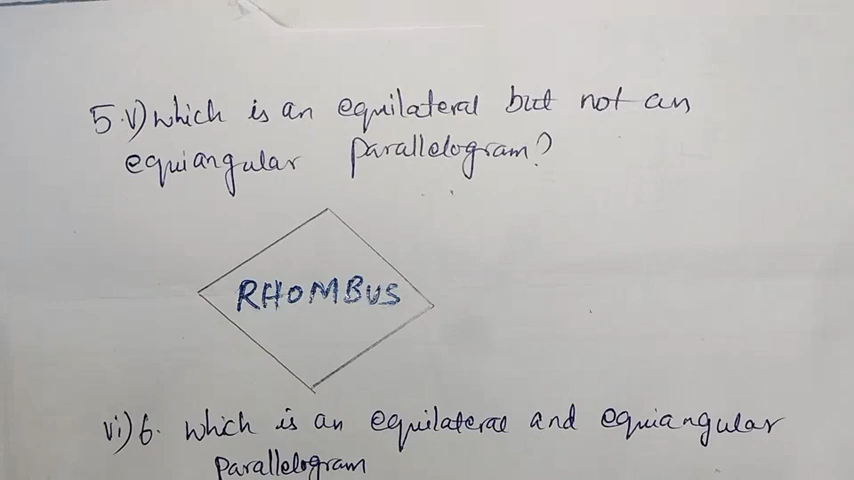 5.v) which is an equilateral but not an
equiangular parallelogram?
RHOMBUS
vi) 6. which is an equilateral and equiangular
parallelogram